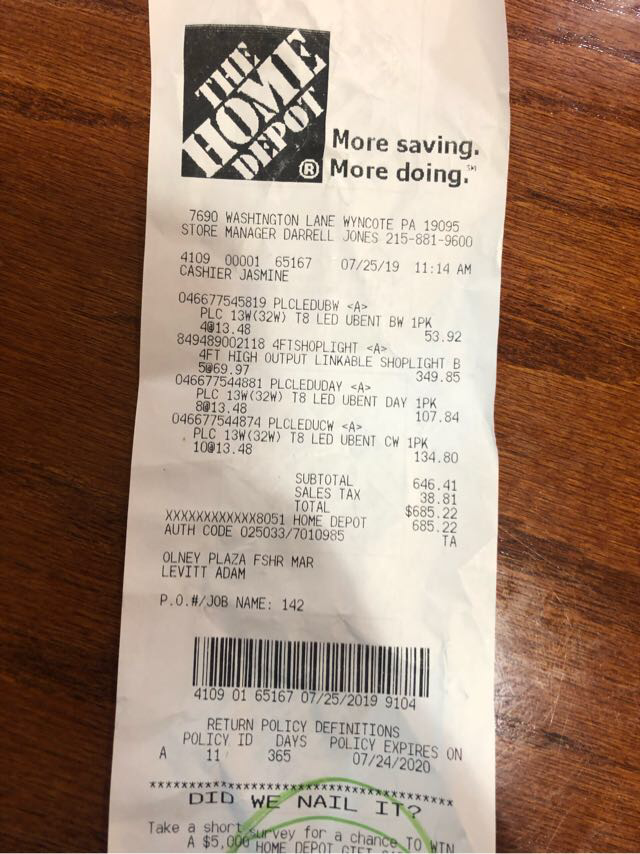 THE
HOME
DEPOT
®
More saving.
More doing.℠
7690 WASHINGTON LANE WYNCOTE PA 19095
STORE MANAGER DARRELL JONES 215-881-9600
4109 00001 65167 07/25/19 11:14 AM
CASHIER JASMINE
046677545819 PLCLEDUBW <A>
PLC 13W(32W) T8 LED UBENT BW 1PK
4@13.48 53.92
849489002118 4FTSHOPLIGHT <A>
4FT HIGH OUTPUT LINKABLE SHOPLIGHT B
5@69.97 349.85
046677544881 PLCLEDUDAY <A>
PLC 13W(32W) T8 LED UBENT DAY 1PK
8@13.48 107.84
046677544874 PLCLEDUCW <A>
PLC 13W(32W) T8 LED UBENT CW 1PK
10@13.48 134.80
SUBTOTAL 646.41
SALES TAX 38.81
TOTAL $685.22
XXXXXXXXXXXX8051 HOME DEPOT 685.22
AUTH CODE 025033/7010985 TA
OLNEY PLAZA FSHR MAR
LEVITT ADAM
P.O.#/JOB NAME: 142
4109 01 65167 07/25/2019 9104
RETURN POLICY DEFINITIONS
POLICY ID DAYS POLICY EXPIRES ON
A 11 365 07/24/2020
DID WE NAIL IT?
Take a short survey for a chance TO WIN
A $5,000 HOME DEPOT GIFT